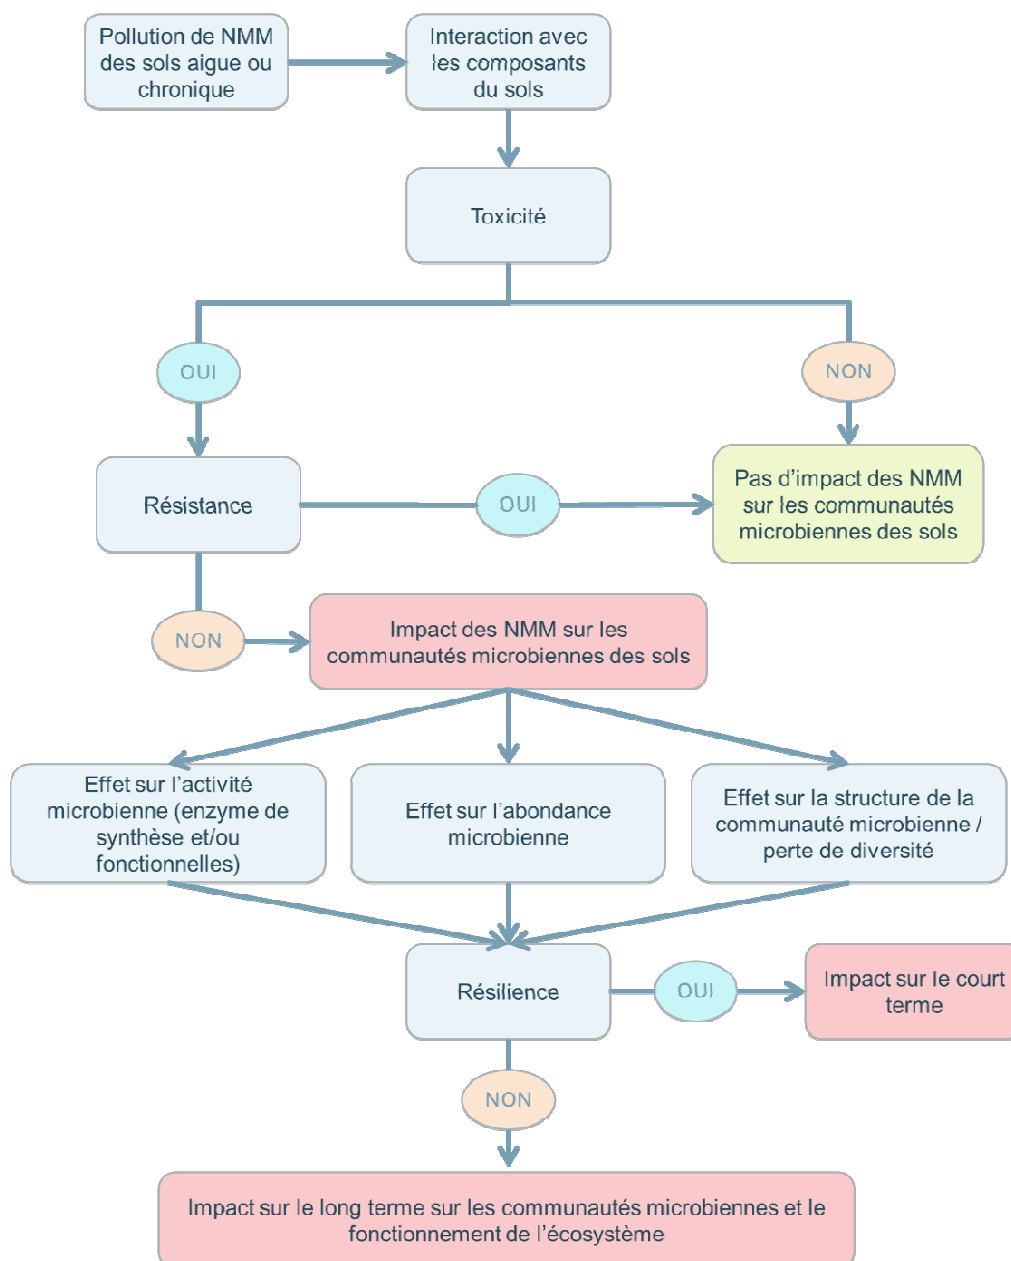 Pollution de NMM
des sols aigue ou
chronique
Interaction avec
les composants
du sols
Toxicité
OUI
NON
Résistance
OUI
Pas d'impact des NMM
sur les communautés
microbiennes des sols
NON
Impact des NMM sur les
communautés microbiennes des sols
Effet sur l'activité
microbienne (enzyme de
synthèse et/ou
fonctionnelles)
Effet sur l'abondance
microbienne
Effet sur la structure de la
communauté microbienne /
perte de diversité
Résilience
OUI
Impact sur le court
terme
NON
Impact sur le long terme sur les communautés microbiennes et le
fonctionnement de l'écosystème